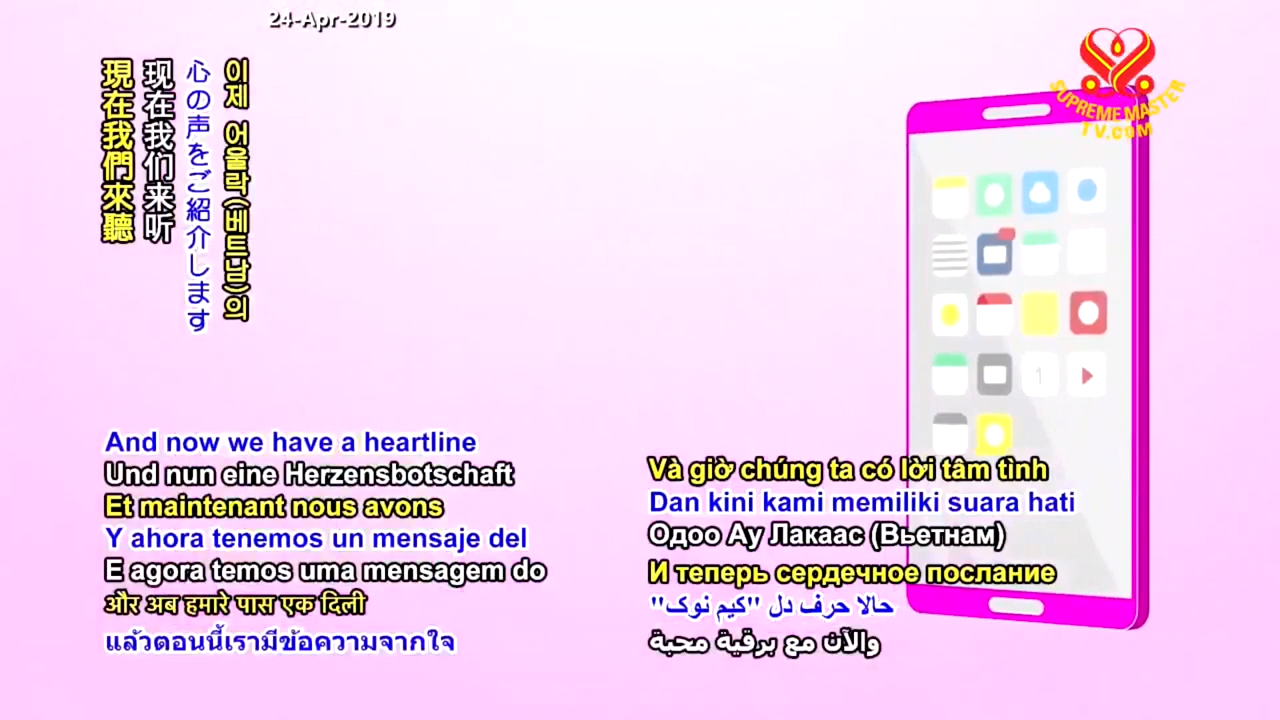 24-Apr-2019
SUPREME MASTER
TV.COM
現在我們來聽
现在我们来听
心の声をご紹介します
이제 어울락(베트남)의
And now we have a heartline
Und nun eine Herzensbotschaft
Et maintenant nous avons
Y ahora tenemos un mensaje del
E agora temos uma mensagem do
और अब हमारे पास एक दिली
แล้วตอนนี้เรามีข้อความจากใจ
Và giờ chúng ta có lời tâm tình
Dan kini kami memiliki suara hati
Одоо Ау Лакаас (Вьетнам)
И теперь сердечное послание
حالا حرف دل "کیم نوک"
والآن مع برقية محبة
1